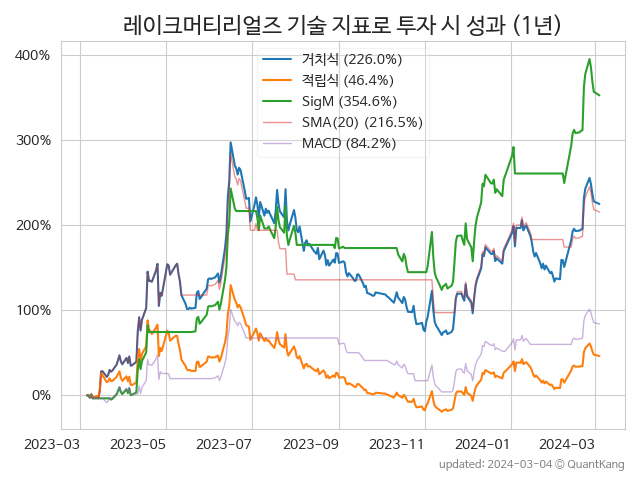 레이크머티리얼즈 기술 지표로 투자 시 성과 (1년)
거치식 (226.0%)
적립식 (46.4%)
SigM (354.6%)
SMA(20) (216.5%)
MACD (84.2%)
400%
300%
200%
100%
0%
2023-03 2023-05 2023-07 2023-09 2023-11 2024-01 2024-03
updated: 2024-03-04 © QuantKang